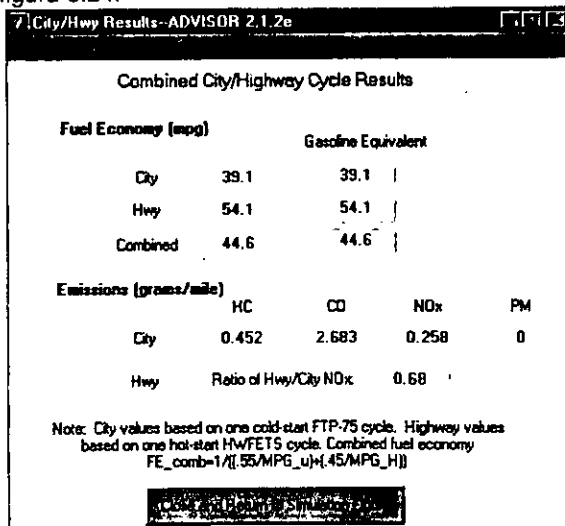 City/Hwy Results--ADVISOR 2.1.2e
Combined City/Highway Cycle Results
Fuel Economy (mpg)
Gasoline Equivalent
City 39.1 39.1
Hwy 54.1 54.1
Combined 44.6 44.6
Emissions (grams/mile)
HC CO NOx PM
City 0.452 2.683 0.258 0
Hwy Ratio of Hwy/City NOx 0.68
Note: City values based on one cold-start FTP-75 cycle. Highway values
based on one hot-start HWFETS cycle. Combined fuel economy
FE_comb=1/((.55/MPG_u)+(.45/MPG_H))